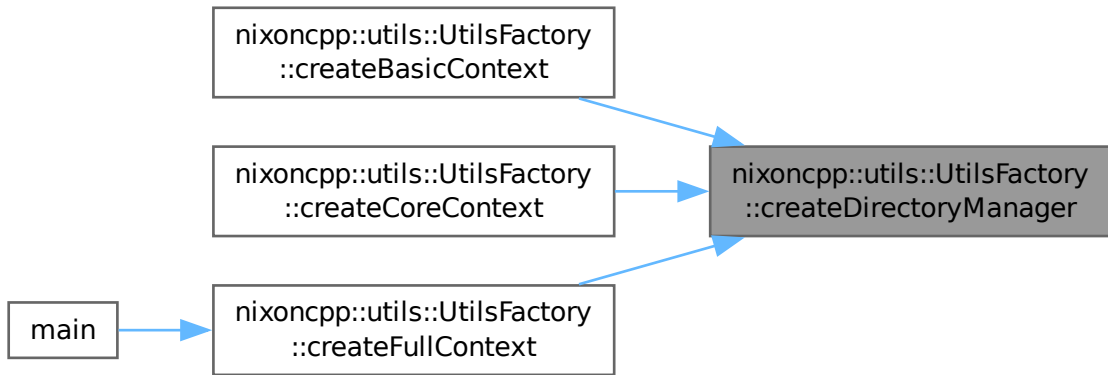 nixoncpp::utils::UtilsFactory
::createBasicContext
nixoncpp::utils::UtilsFactory
::createCoreContext
nixoncpp::utils::UtilsFactory
::createDirectoryManager
main
nixoncpp::utils::UtilsFactory
::createFullContext